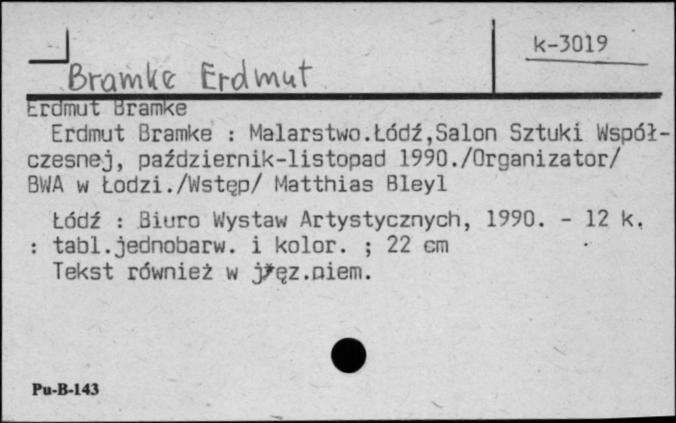 k-3019
Bramke Erdmut
Erdmut Bramke
Erdmut Bramke : Malarstwo.Łódź,Salon Sztuki Współ-
czesnej, październik-listopad 1990./Organizator/
BWA w Łodzi./Wstęp/ Matthias Bleyl
Łódź : Biuro Wystaw Artystycznych, 1990. - 12 k.
: tabl.jednobarw. i kolor. ; 22 cm
Tekst również w jęz.niem.
Pu-B-143